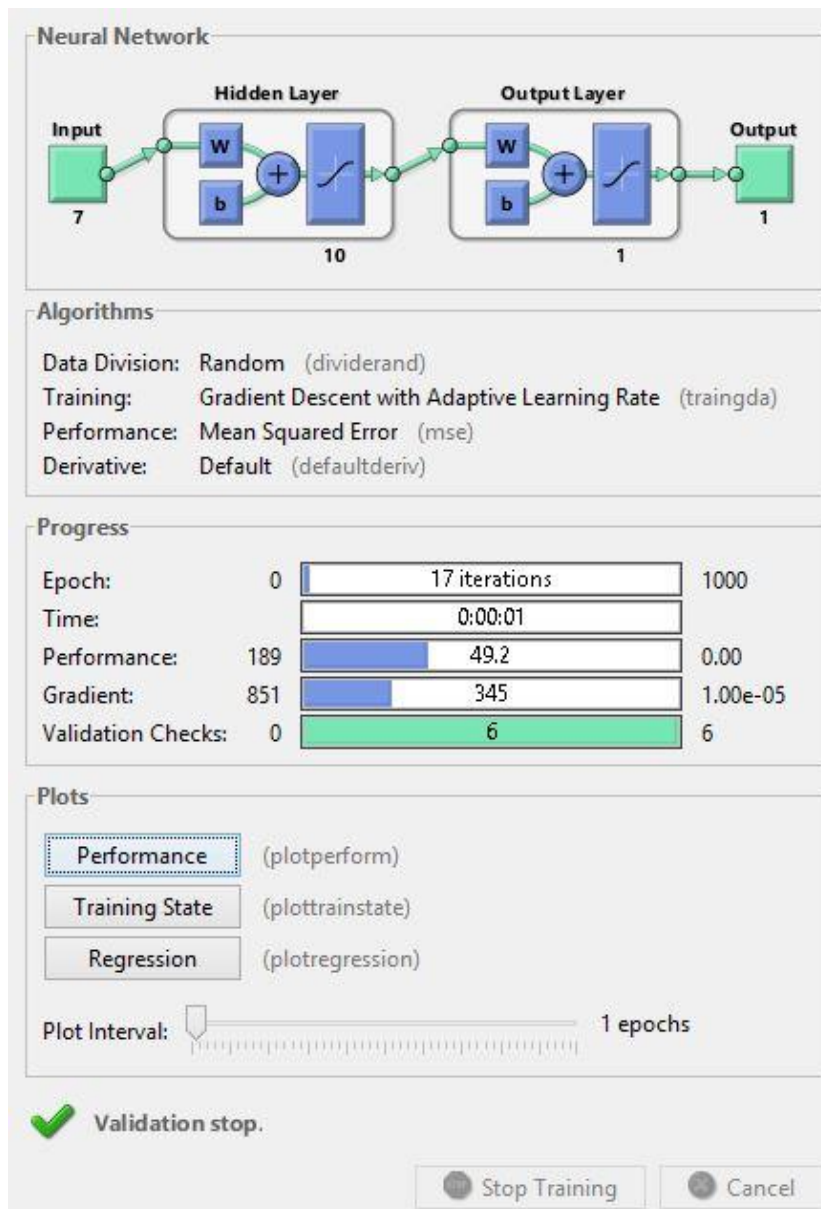 Neural Network
Hidden Layer Output Layer
Input Output
W W
+ +
b b
7 10 1 1
Algorithms
Data Division: Random (dividerand)
Training: Gradient Descent with Adaptive Learning Rate (traingda)
Performance: Mean Squared Error (mse)
Derivative: Default (defaultderiv)
Progress
Epoch: 0 17 iterations 1000
Time: 0:00:01
Performance: 189 49.2 0.00
Gradient: 851 345 1.00e-05
Validation Checks: 0 6 6
Plots
Performance (plotperform)
Training State (plottrainstate)
Regression (plotregression)
Plot Interval: 1 epochs
Validation stop.
Stop Training Cancel